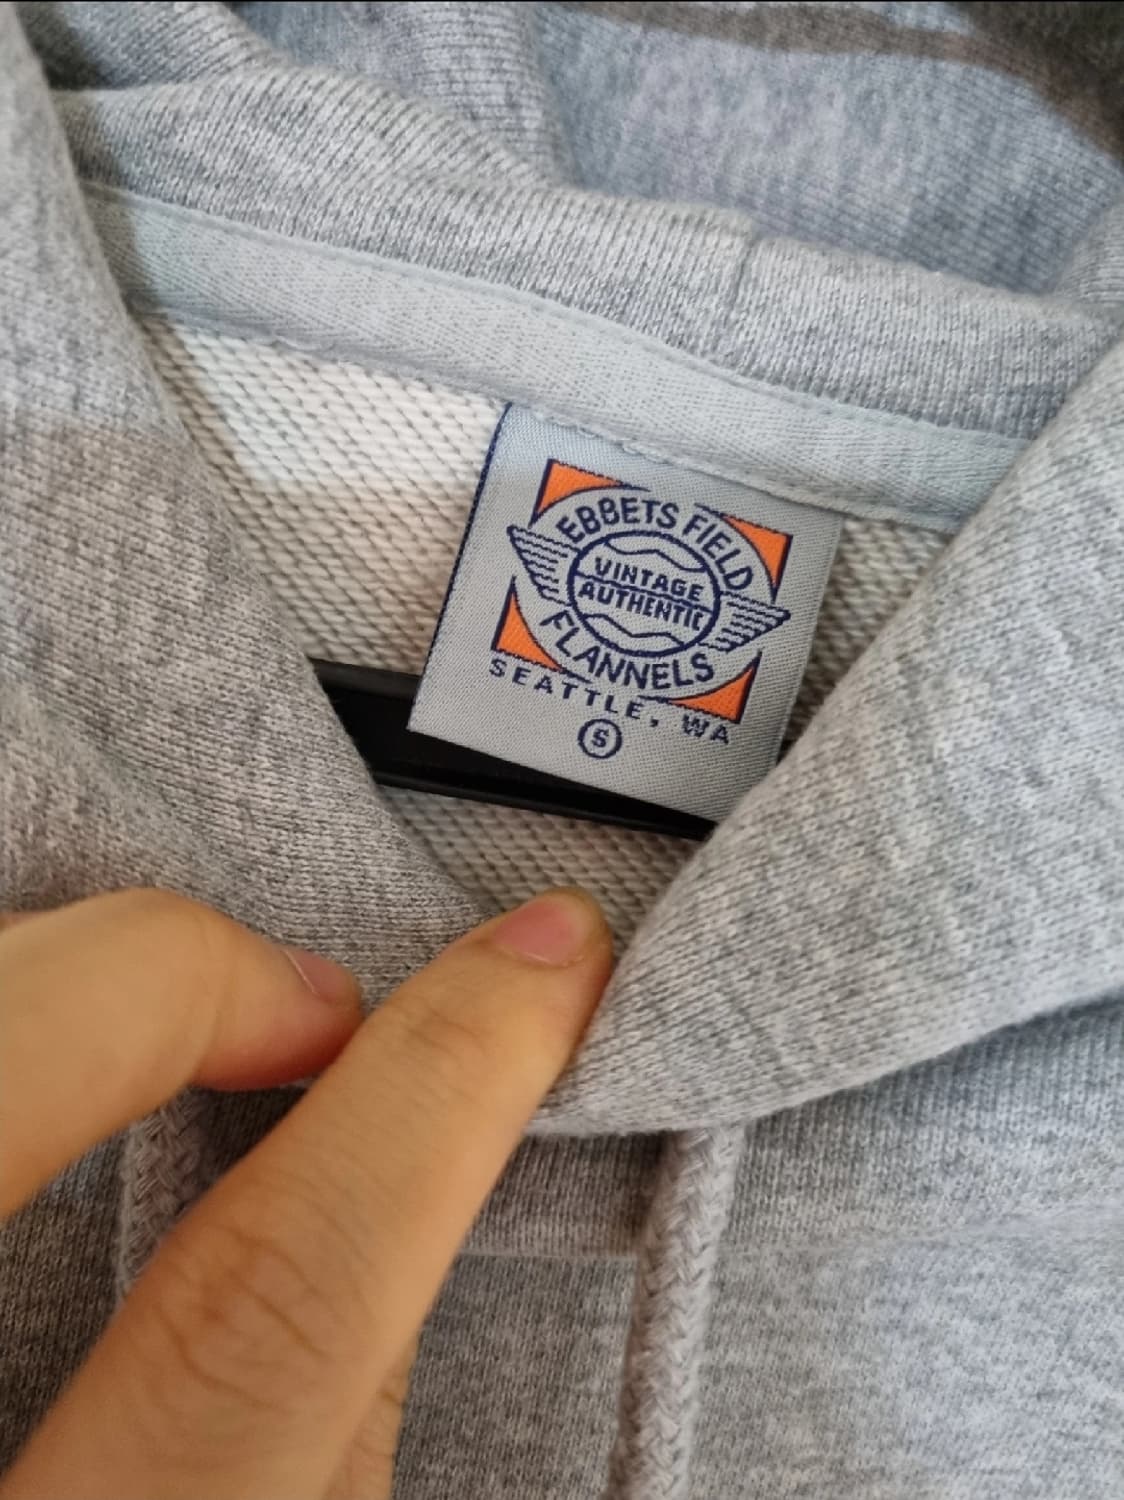 EBBETS FIELD
VINTAGE
AUTHENTIC
FLANNELS
SEATTLE, WA
S